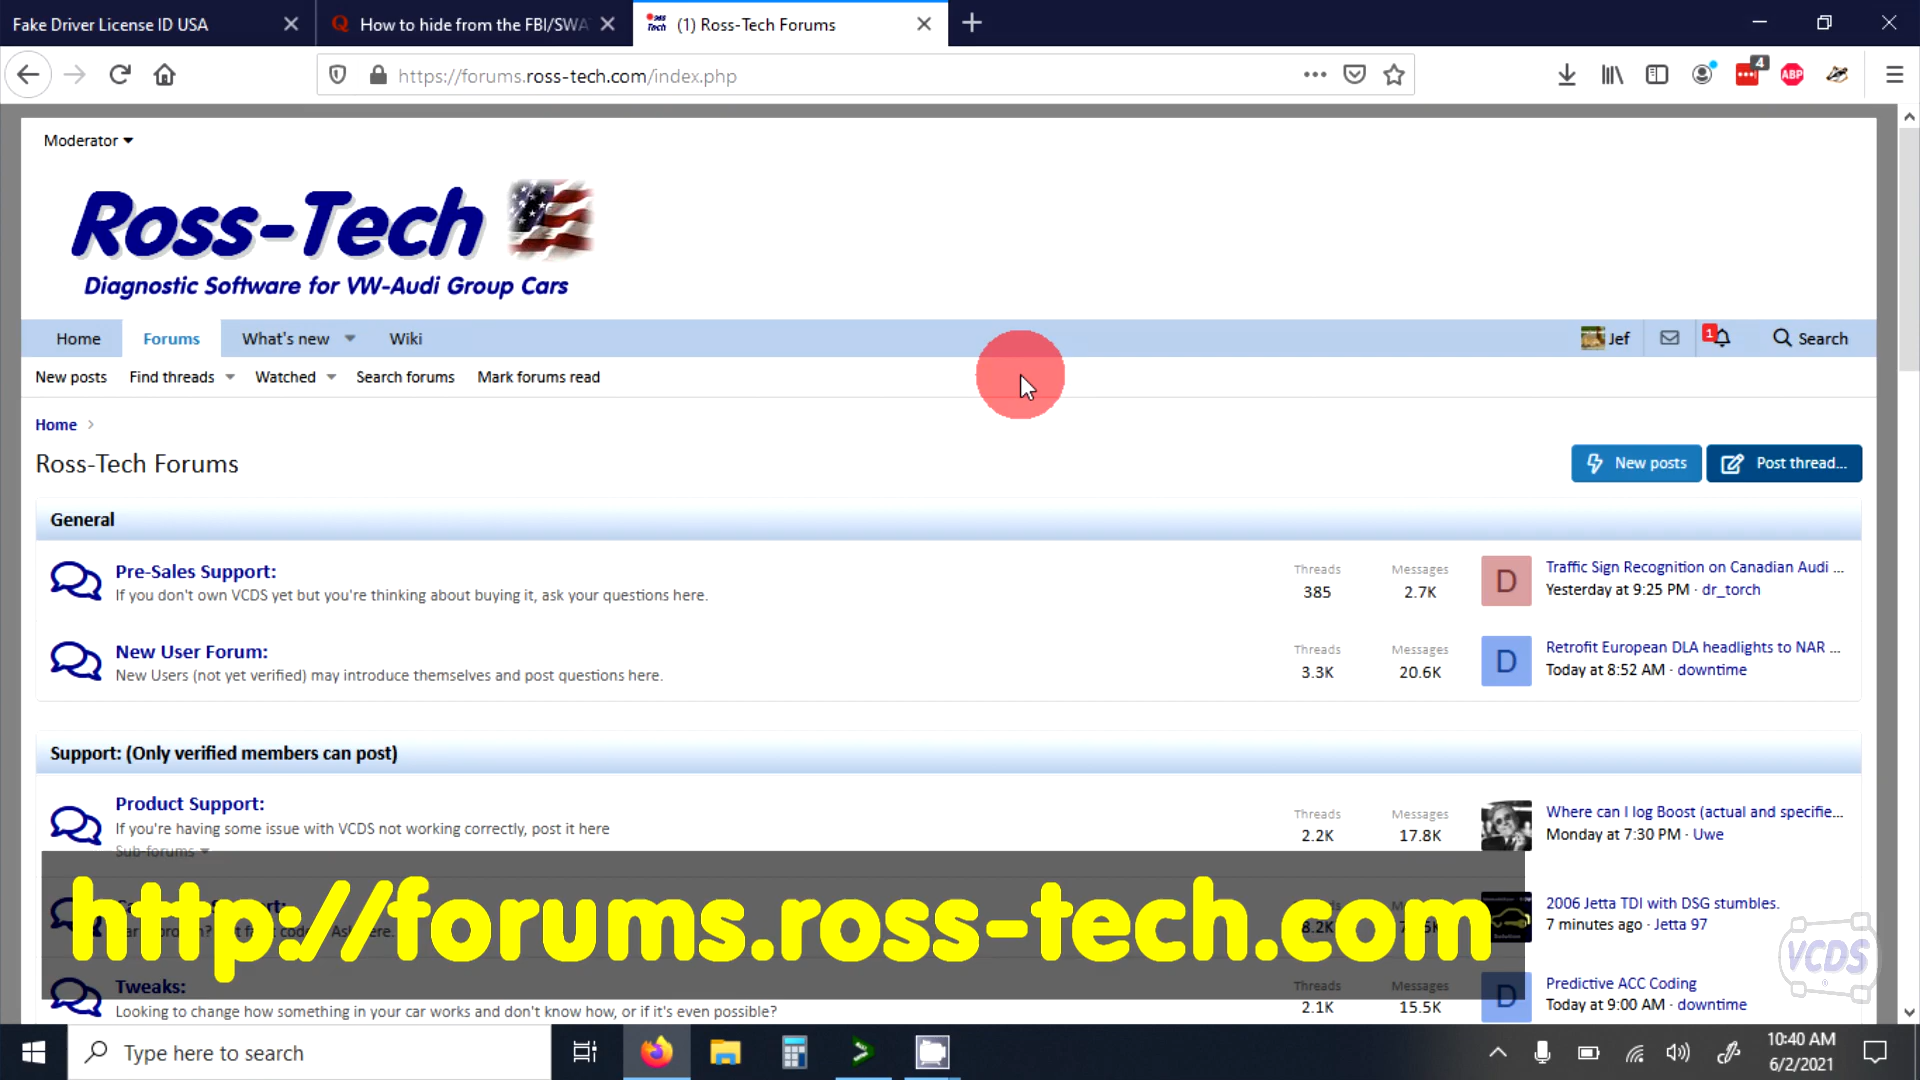 Fake Driver License ID USA
How to hide from the FBI/SWA
(1) Ross-Tech Forums
https://forums.ross-tech.com/index.php
4
ABP
Moderator
Ross-Tech
Diagnostic Software for VW-Audi Group Cars
Home
Forums
What's new
Wiki
Jef
1
Search
New posts
Find threads
Watched
Search forums
Mark forums read
Home
Ross-Tech Forums
New posts
Post thread...
General
Pre-Sales Support:
If you don't own VCDS yet but you're thinking about buying it, ask your questions here.
Threads
385
Messages
2.7K
D
Traffic Sign Recognition on Canadian Audi ...
Yesterday at 9:25 PM · dr_torch
New User Forum:
New Users (not yet verified) may introduce themselves and post questions here.
Threads
3.3K
Messages
20.6K
D
Retrofit European DLA headlights to NAR ...
Today at 8:52 AM · downtime
Support: (Only verified members can post)
Product Support:
If you're having some issue with VCDS not working correctly, post it here
Sub-forums
Threads
2.2K
Messages
17.8K
Where can I log Boost (actual and specifie...
Monday at 7:30 PM · Uwe
http://forums.ross-tech.com
2006 Jetta TDI with DSG stumbles.
7 minutes ago · Jetta 97
VCDS
Tweaks:
Looking to change how something in your car works and don't know how, or if it's even possible?
Threads
2.1K
Messages
15.5K
D
Predictive ACC Coding
Today at 9:00 AM · downtime
Type here to search
10:40 AM
6/2/2021